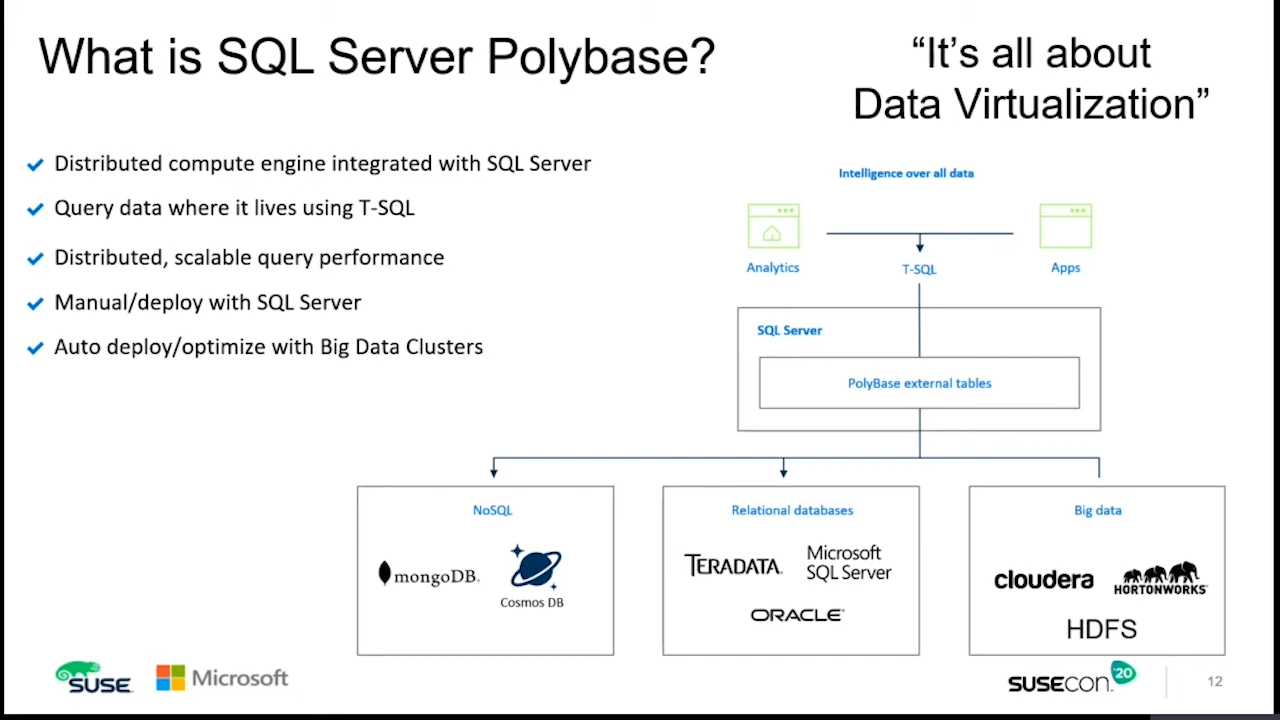 What is SQL Server Polybase?
“It’s all about
Data Virtualization”
Distributed compute engine integrated with SQL Server
Query data where it lives using T-SQL
Distributed, scalable query performance
Manual/deploy with SQL Server
Auto deploy/optimize with Big Data Clusters
Intelligence over all data
Analytics
T-SQL
Apps
SQL Server
PolyBase external tables
NoSQL
mongoDB.
Cosmos DB
Relational databases
TERADATA.
Microsoft
SQL Server
ORACLE
Big data
cloudera
HORTONWORKS
HDFS
SUSE
Microsoft
SUSECON. '20
12